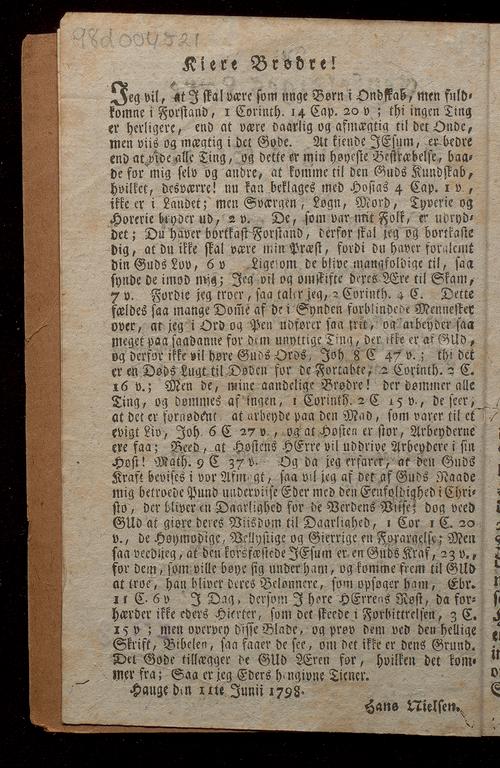 98d004521
Kiere Brødre!
Jeg vil, at I skal være som unge Børn i Ondskab, men fuld-
komne i Forstand, 1 Corinth. 14 Cap. 20 v; thi ingen Ting
er herligere, end at være daarlig og afmægtig til det Onde,
men viis og mægtig i det Gode. At kiende JEsum, er bedre
end at vide alle Ting, og dette er min høyeste Bestræbelse, baa-
de for mig selv og andre, at komme til den Guds Kundskab,
hvilket, desværre! nu kan beklages med Hosias 4 Cap. 1 v,
ikke er i Landet; men Sværgen, Løgn, Mord, Tyverie og
Horerie bryder ud, 2 v. De, som var mit Folk, er udryd-
det; Du haver bortkast Forstand, derfor skal jeg og bortkaste
dig, at du ikke skal være min Præst, fordi du haver forglemt
din Guds Lov, 6 v Ligesom de blive mangfoldige til, saa
synde de imod mig; Jeg vil og omskifte deres Ære til Skam,
7 v. Fordie jeg troer, saa taler jeg, 2 Corinth. 4 C. Dette
fældes saa mange Domme af de i Synden forblindede Mennesker
over, at jeg i Ord og Pen udfører saa frit, og arbeyder saa
meget paa saadanne for dem unyttige Ting, der ikke er af GUd,
og derfor ikke vil høre Guds Ords, Joh. 8 C 47 v.; thi det
er en Døds Lugt til Døden for de Fortabte, 2 Corinth. 2 C.
16 v.; Men de, mine aandelige Brødre! der dømmer alle
Ting, og dømmes af ingen, 1 Corinth. 2 C 15 v., de seer,
at det er fornødent at arbeyde paa den Mad, som varer til et
evigt Liv, Joh. 6 C 27 v., og at Høsten er stor, Arbeyderne
ere faa; Beed, at Høstens HErre vil uddrive Arbeydere i sin
Høst! Math. 9 C 37 v. Og da jeg erfarer, at den Guds
Kraft bevises i vor Afmagt, saa vil jeg af det af Guds Naade
mig betroede Pund underviise Eder med den Eenfoldighed i Chri-
sto, der bliver en Daarlighed for de Verdens Viise; dog veed
GUd at giøre deres Viisdom til Daarlighed, 1 Cor 1 C. 20
v., de Hoymodige, Vellystige og Gierrige en Forargelse; Men
saa veed jeg, at den korsfæstede JEsum er en Guds Kraf, 23 v.,
for dem, som ville bøye sig under ham, og komme frem til GUd
at troe, han bliver deres Belønnere, som opsøger ham, Ebr.
11 C. 6 v I Dag, dersom I høre HErrens Røst, da for-
hærder ikke eders Hierter, som det skeede i Forbittrelsen, 3 C.
15 v; men overvey disse Blade, og prøv dem ved den hellige
Skrift, Bibelen, saa faaer de see, om det ikke er dens Grund.
Det Gode tillægger de GUd Æren for, hvilken det kom-
mer fra; Saa er jeg Eders hengivne Tiener.
Hauge den 11te Junii 1798.
Hans Nielsen.